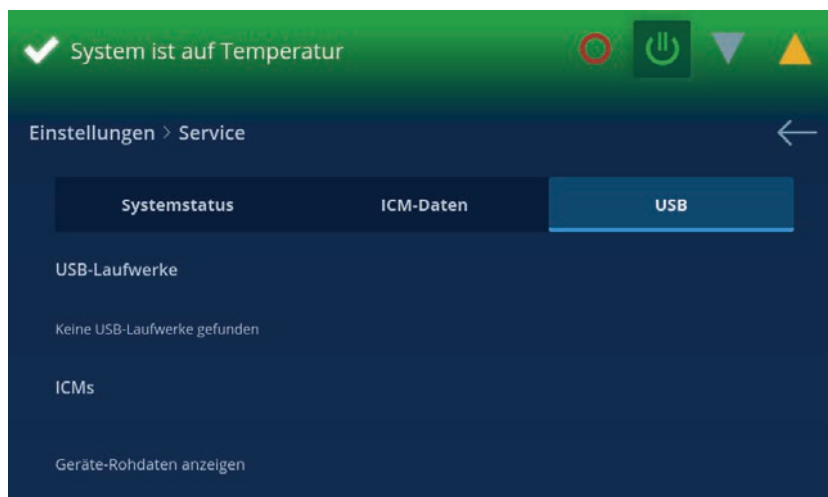 System ist auf Temperatur
Einstellungen > Service
Systemstatus ICM-Daten USB
USB-Laufwerke
Keine USB-Laufwerke gefunden
ICMs
Geräte-Rohdaten anzeigen